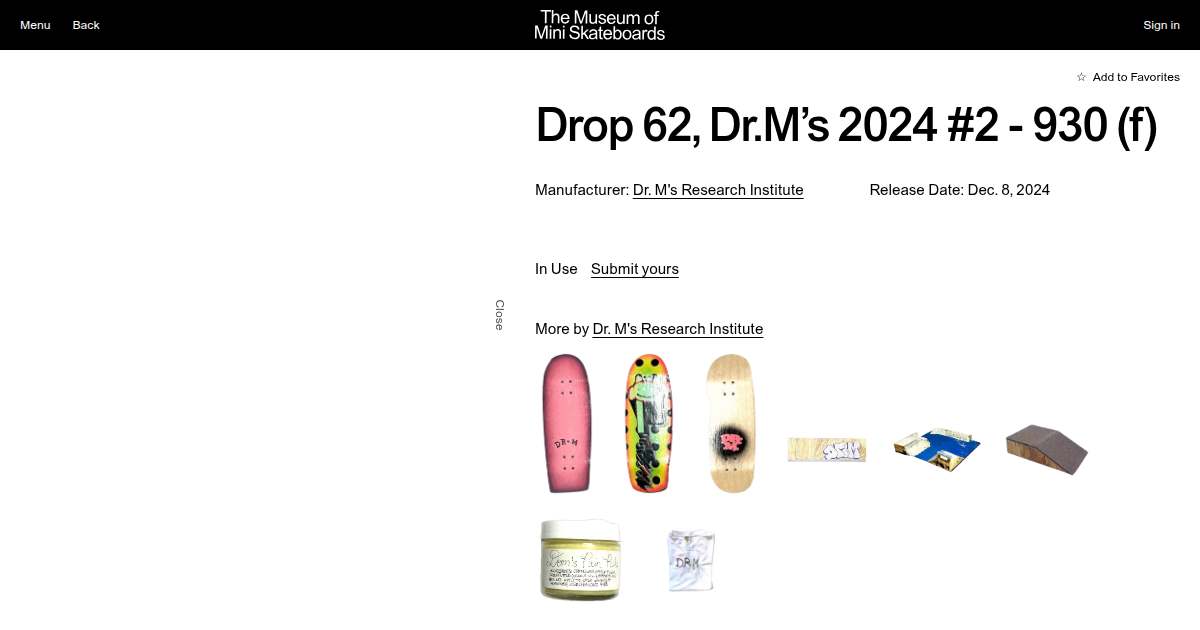 Menu
Back
The Museum of
Mini Skateboards
Sign in
☆ Add to Favorites
Drop 62, Dr.M’s 2024 #2 - 930 (f)
Manufacturer: Dr. M's Research Institute
Release Date: Dec. 8, 2024
In Use
Submit yours
Close
More by Dr. M's Research Institute
DR•M
DRM